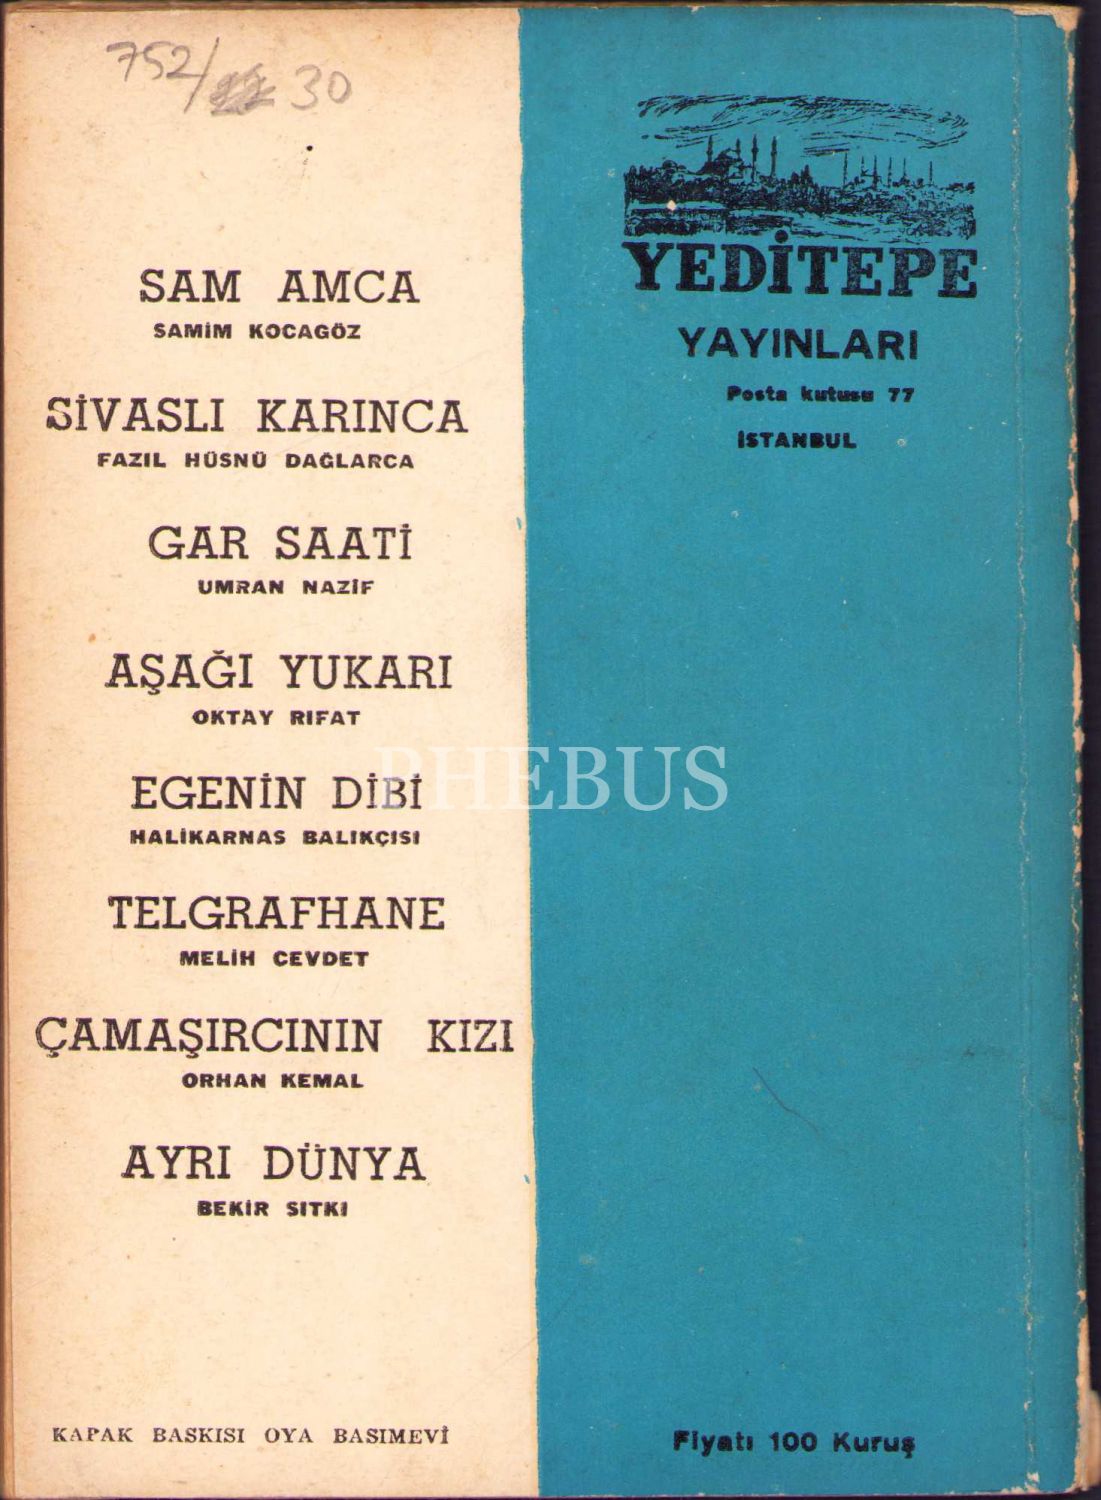 752/ 30
SAM AMCA
SAMİM KOCAGÖZ
SİVASLI KARINCA
FAZIL HÜSNÜ DAĞLARCA
GAR SAATİ
UMRAN NAZİF
AŞAĞI YUKARI
OKTAY RIFAT
EGENİN DİBİ
HALİKARNAS BALIKÇISI
TELGRAFHANE
MELİH CEVDET
ÇAMAŞIRCININ KIZI
ORHAN KEMAL
AYRI DÜNYA
BEKİR SITKI
KAPAK BASKISI OYA BASIMEVİ
YEDİTEPE
YAYINLARI
Posta kutusu 77
İSTANBUL
Fiyatı 100 Kuruş
PHEBUS